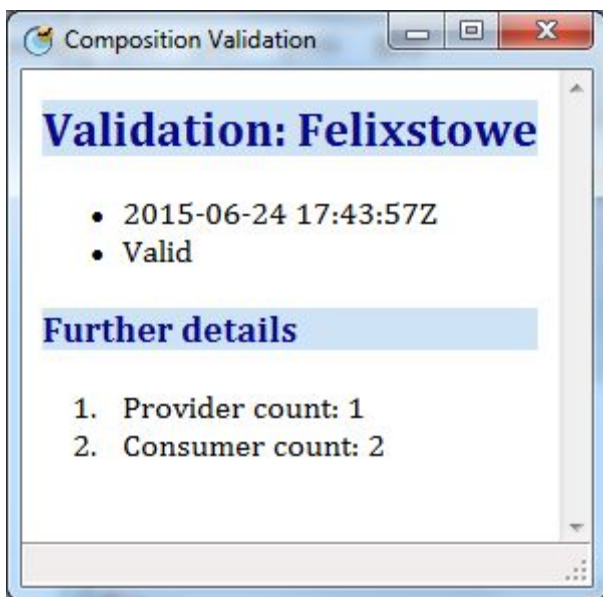 Composition Validation
Validation: Felixstowe
• 2015-06-24 17:43:57Z
• Valid
Further details
1. Provider count: 1
2. Consumer count: 2